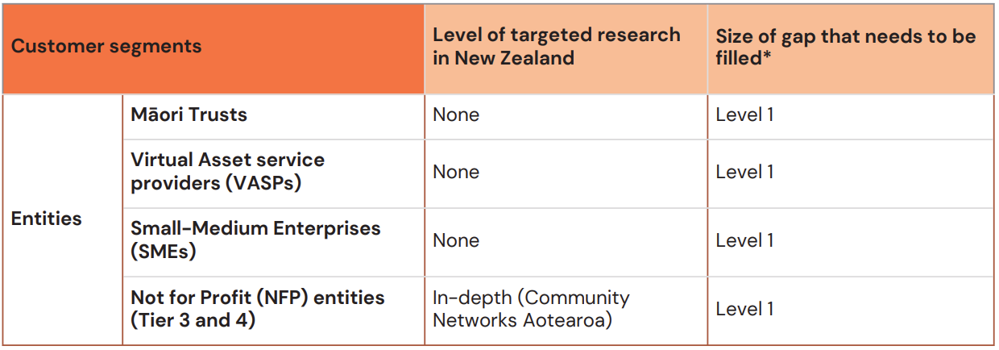 Customer segments
Level of targeted research
in New Zealand
Size of gap that needs to be
filled*
Entities
Māori Trusts
None
Level 1
Virtual Asset service
providers (VASPs)
None
Level 1
Small-Medium Enterprises
(SMEs)
None
Level 1
Not for Profit (NFP) entities
(Tier 3 and 4)
In-depth (Community
Networks Aotearoa)
Level 1